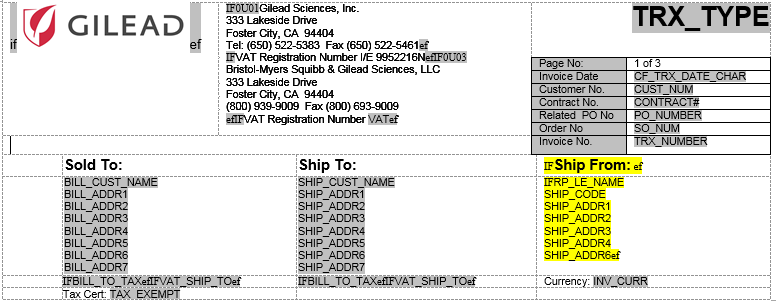 if GILEAD ef
IF0U01Gilead Sciences, Inc.
333 Lakeside Drive
Foster City, CA 94404
Tel: (650) 522-5383 Fax (650) 522-5461ef
IFVAT Registration Number I/E 9952216NefIF0U03
Bristol-Myers Squibb & Gilead Sciences, LLC
333 Lakeside Drive
Foster City, CA 94404
(800) 939-9009 Fax (800) 693-9009
efIFVAT Registration Number VATef
TRX_TYPE
Page No: 1 of 3
Invoice Date CF_TRX_DATE_CHAR
Customer No. CUST_NUM
Contract No. CONTRACT#
Related PO No PO_NUMBER
Order No SO_NUM
Invoice No. TRX_NUMBER
Sold To: Ship To: IFShip From: ef
BILL_CUST_NAME SHIP_CUST_NAME IFRP_LE_NAME
BILL_ADDR1 SHIP_ADDR1 SHIP_CODE
BILL_ADDR2 SHIP_ADDR2 SHIP_ADDR1
BILL_ADDR3 SHIP_ADDR3 SHIP_ADDR2
BILL_ADDR4 SHIP_ADDR4 SHIP_ADDR3
BILL_ADDR5 SHIP_ADDR5 SHIP_ADDR4
BILL_ADDR6 SHIP_ADDR6 SHIP_ADDR6ef
BILL_ADDR7 SHIP_ADDR7
IFBILL_TO_TAXefIFVAT_SHIP_TOef IFBILL_TO_TAXefIFVAT_SHIP_TOef Currency: INV_CURR
Tax Cert: TAX_EXEMPT